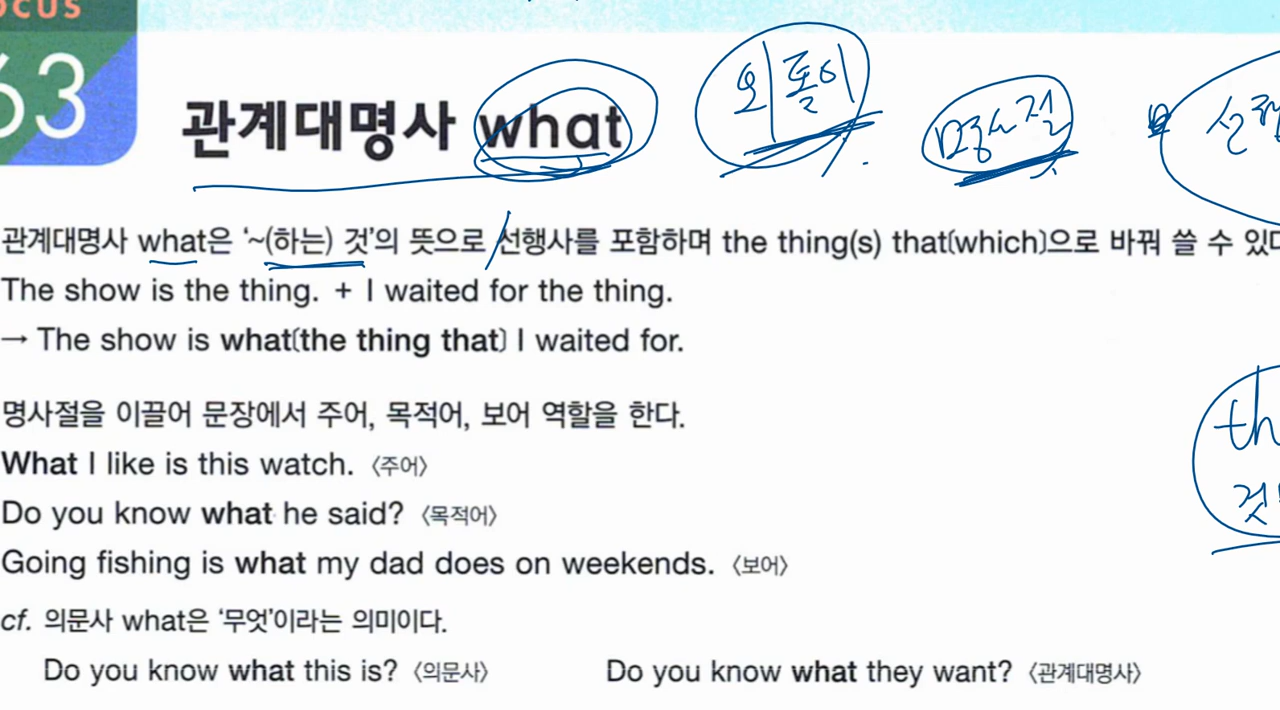 OCUS
63
관계대명사 what
외톨이
명사절
선행
관계대명사 what은 '~(하는) 것'의 뜻으로 선행사를 포함하며 the thing(s) that(which)으로 바꿔 쓸 수 있다
The show is the thing. + I waited for the thing.
→ The show is what(the thing that) I waited for.
th
명사절을 이끌어 문장에서 주어, 목적어, 보어 역할을 한다.
What I like is this watch. 〈주어〉
것
Do you know what he said? 〈목적어〉
Going fishing is what my dad does on weekends. 〈보어〉
cf. 의문사 what은 '무엇'이라는 의미이다.
Do you know what this is? 〈의문사〉 Do you know what they want? 〈관계대명사〉